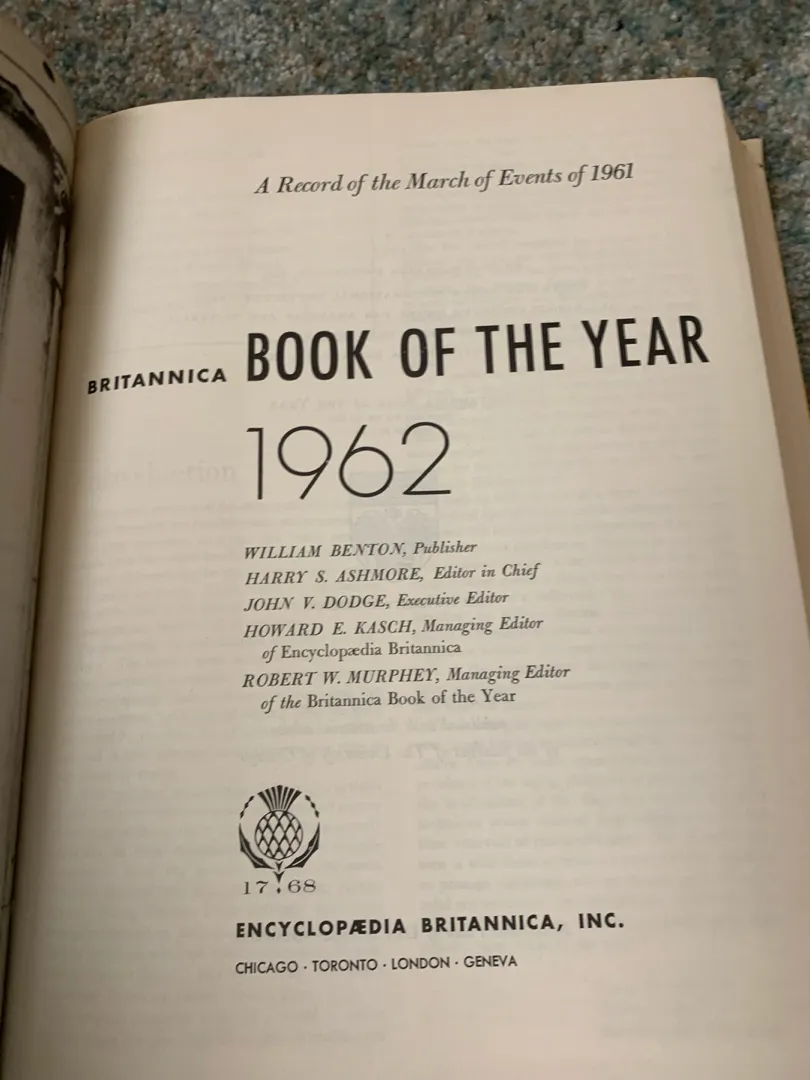 A Record of the March of Events of 1961
BRITANNICA BOOK OF THE YEAR
1962
WILLIAM BENTON, Publisher
HARRY S. ASHMORE, Editor in Chief
JOHN V. DODGE, Executive Editor
HOWARD E. KASCH, Managing Editor
of Encyclopædia Britannica
ROBERT W. MURPHEY, Managing Editor
of the Britannica Book of the Year
1768
ENCYCLOPÆDIA BRITANNICA, INC.
CHICAGO · TORONTO · LONDON · GENEVA